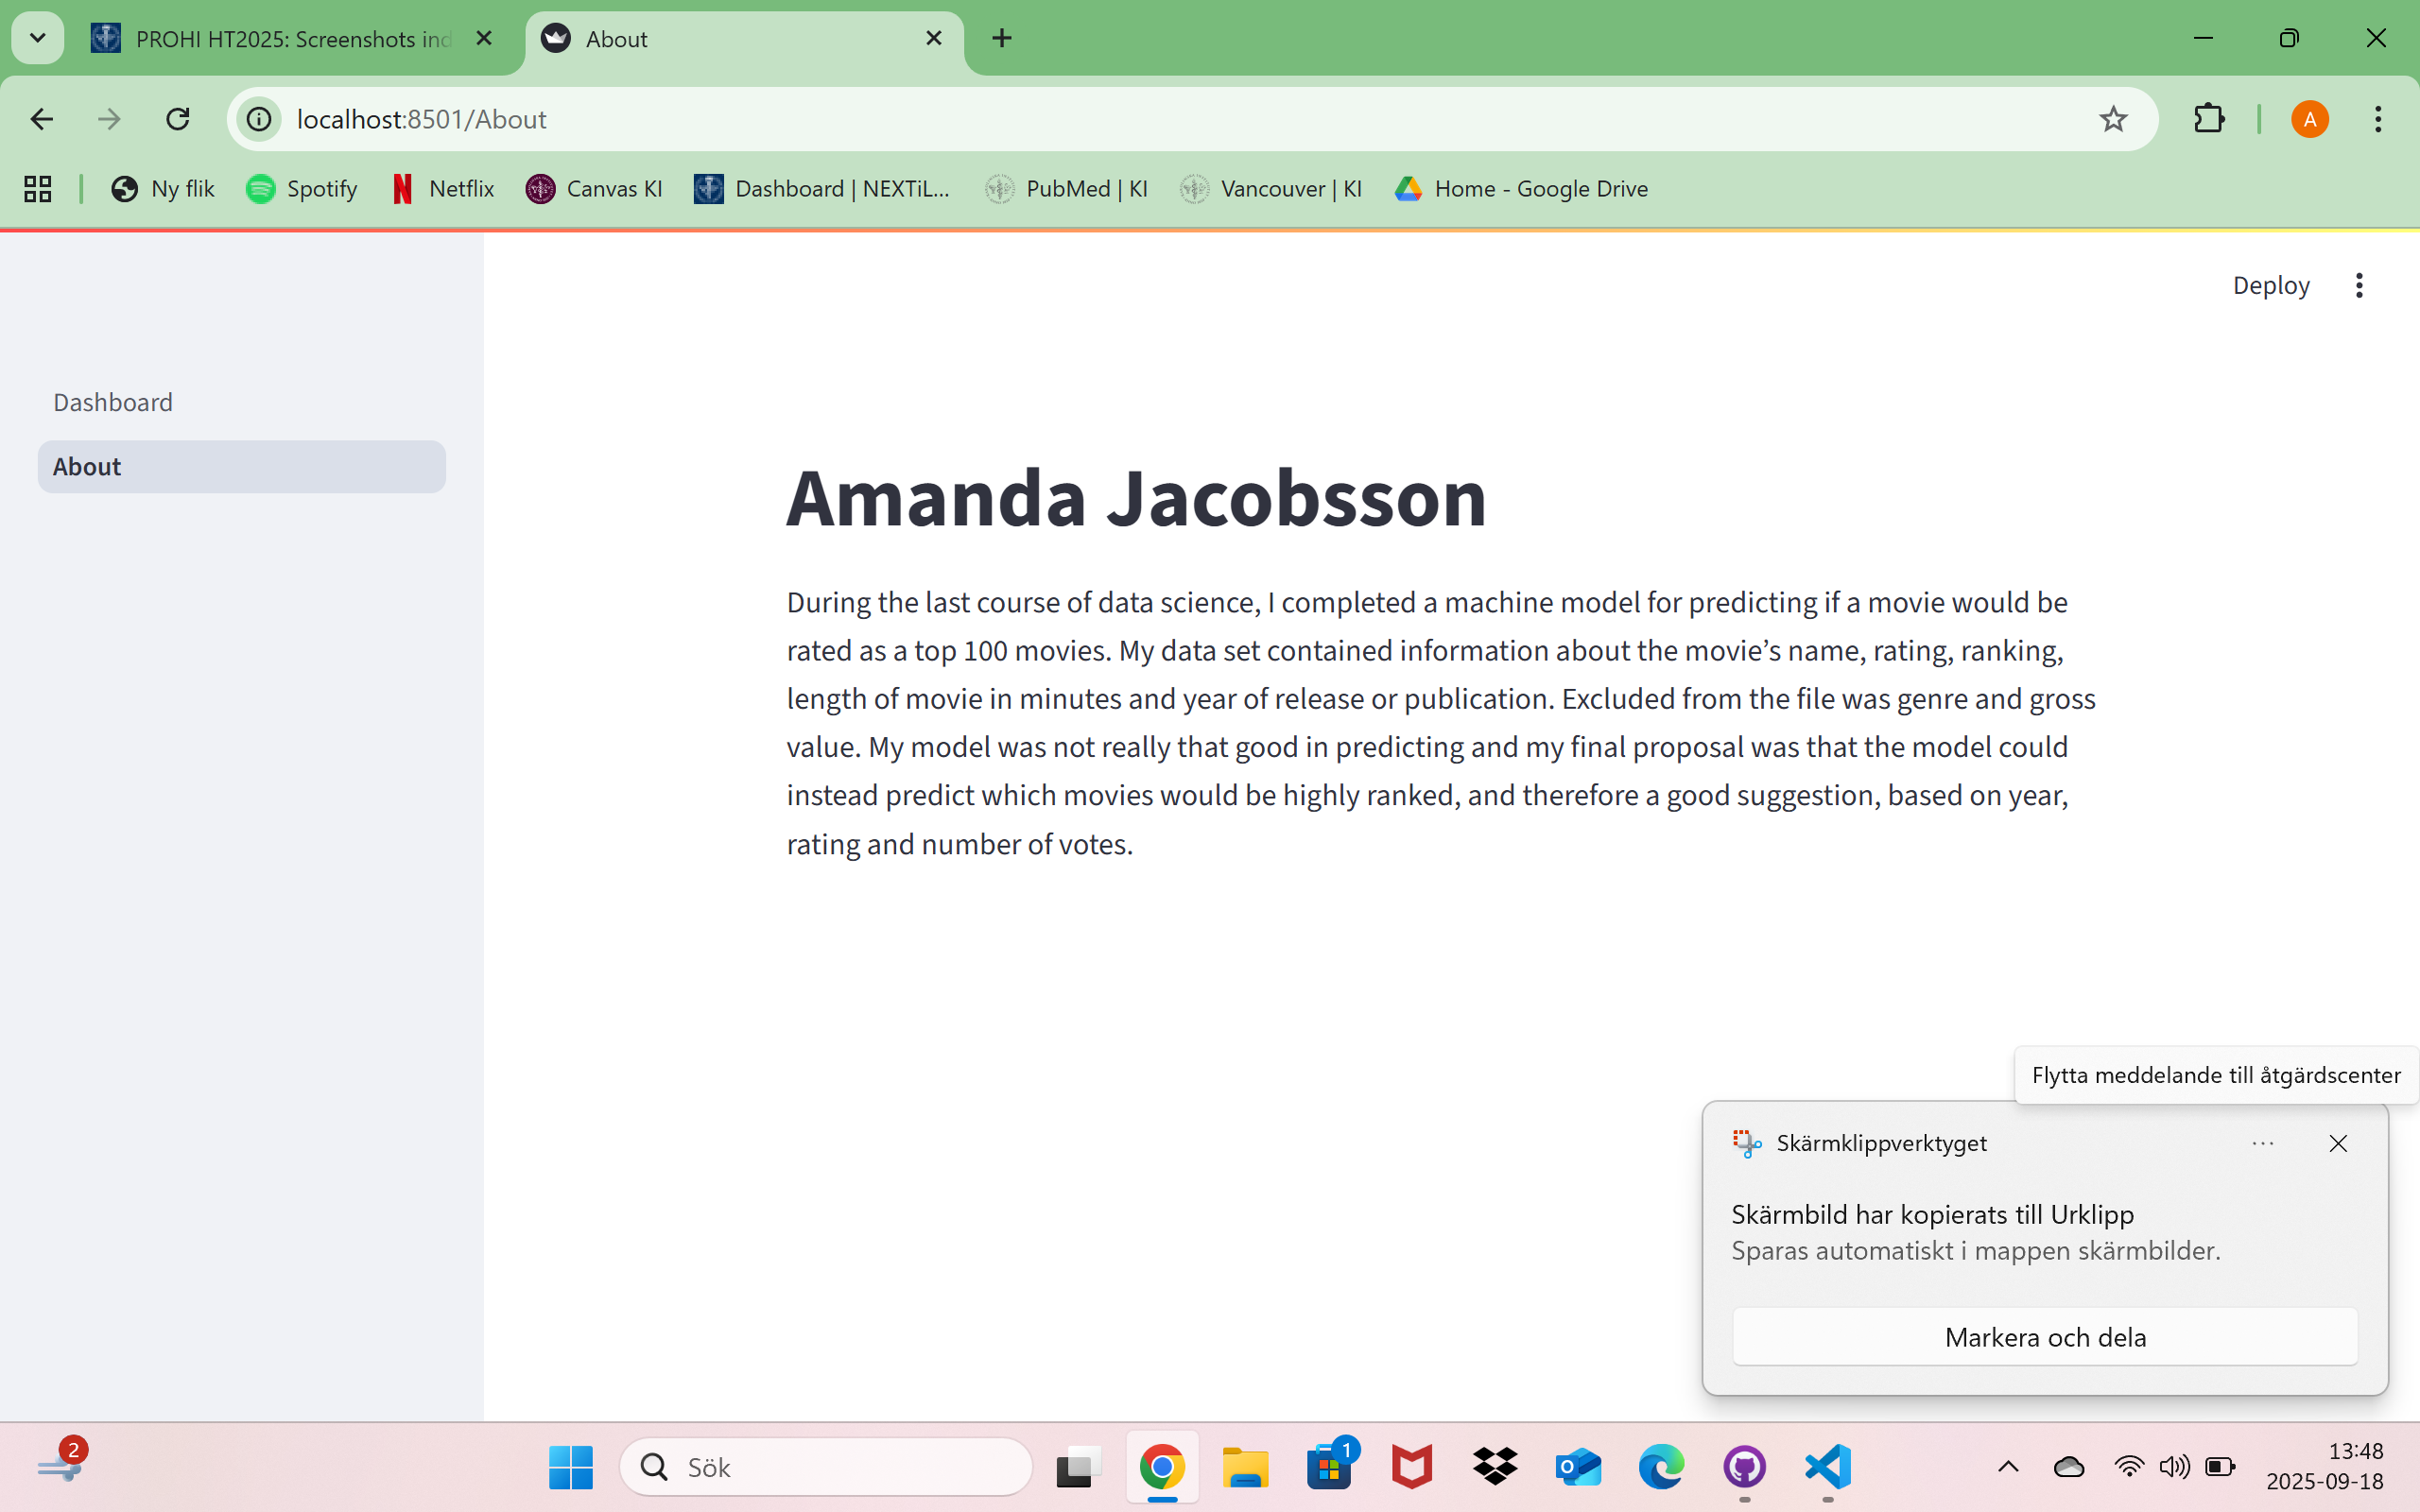 PROHI HT2025: Screenshots ind
About
localhost:8501/About
A
Ny flik
Spotify
Netflix
Canvas KI
Dashboard | NEXTiL...
PubMed | KI
Vancouver | KI
Home - Google Drive
Deploy
Dashboard
About
Amanda Jacobsson
During the last course of data science, I completed a machine model for predicting if a movie would be
rated as a top 100 movies. My data set contained information about the movie’s name, rating, ranking,
length of movie in minutes and year of release or publication. Excluded from the file was genre and gross
value. My model was not really that good in predicting and my final proposal was that the model could
instead predict which movies would be highly ranked, and therefore a good suggestion, based on year,
rating and number of votes.
Flytta meddelande till åtgärdscenter
Skärmklippverktyget
Skärmbild har kopierats till Urklipp
Sparas automatiskt i mappen skärmbilder.
Markera och dela
2
Sök
1
13:48
2025-09-18